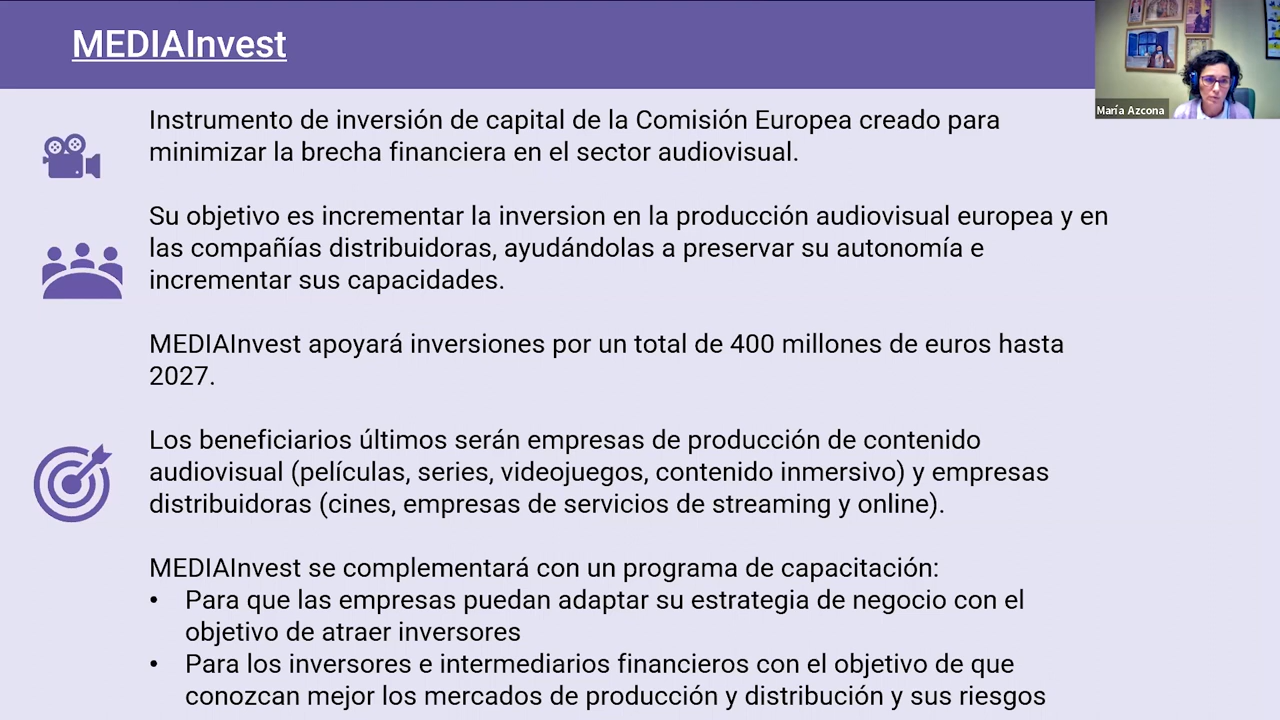 MEDIAInvest
María Azcona
Instrumento de inversión de capital de la Comisión Europea creado para
minimizar la brecha financiera en el sector audiovisual.
Su objetivo es incrementar la inversion en la producción audiovisual europea y en
las compañías distribuidoras, ayudándolas a preservar su autonomía e
incrementar sus capacidades.
MEDIAInvest apoyará inversiones por un total de 400 millones de euros hasta
2027.
Los beneficiarios últimos serán empresas de producción de contenido
audiovisual (películas, series, videojuegos, contenido inmersivo) y empresas
distribuidoras (cines, empresas de servicios de streaming y online).
MEDIAInvest se complementará con un programa de capacitación:
• Para que las empresas puedan adaptar su estrategia de negocio con el
objetivo de atraer inversores
• Para los inversores e intermediarios financieros con el objetivo de que
conozcan mejor los mercados de producción y distribución y sus riesgos